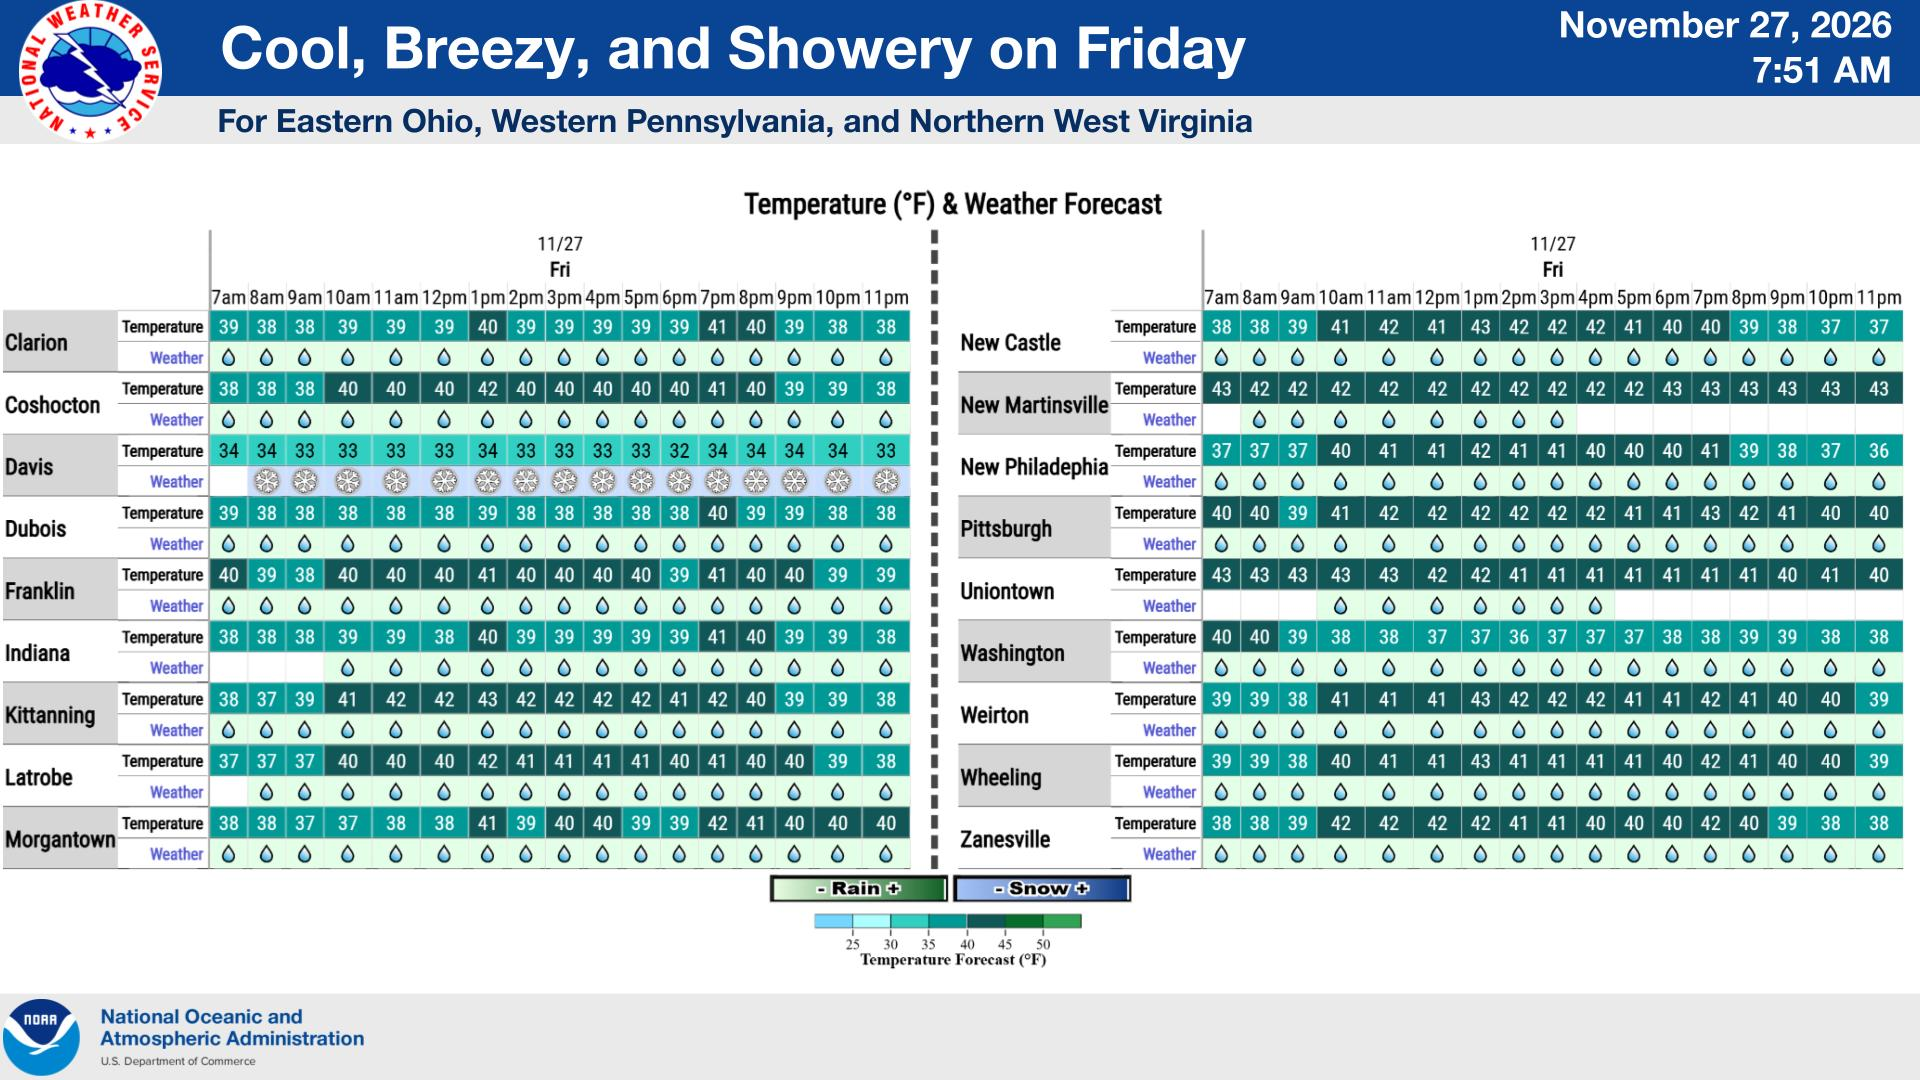 NATIONAL WEATHER SERVICE
Cool, Breezy, and Showery on Friday
November 27, 2026
7:51 AM
For Eastern Ohio, Western Pennsylvania, and Northern West Virginia
Temperature (°F) & Weather Forecast
11/27
Fri
7am 8am 9am 10am 11am 12pm 1pm 2pm 3pm 4pm 5pm 6pm 7pm 8pm 9pm 10pm 11pm
Clarion
Temperature 39 38 38 39 39 39 40 39 39 39 39 39 41 40 39 38 38
Weather
Coshocton
Temperature 38 38 38 40 40 40 42 40 40 40 40 40 41 40 39 39 38
Weather
Davis
Temperature 34 34 33 33 33 33 34 33 33 33 33 32 34 34 34 34 33
Weather
Dubois
Temperature 39 38 38 38 38 38 39 38 38 38 38 38 40 39 39 38 38
Weather
Franklin
Temperature 40 39 38 40 40 40 41 40 40 40 40 39 41 40 40 39 39
Weather
Indiana
Temperature 38 38 38 39 39 38 40 39 39 39 39 39 41 40 39 39 38
Weather
Kittanning
Temperature 38 37 39 41 42 42 43 42 42 42 42 41 42 40 39 39 38
Weather
Latrobe
Temperature 37 37 37 40 40 40 42 41 41 41 41 40 41 40 40 39 38
Weather
Morgantown
Temperature 38 38 37 37 38 38 41 39 40 40 39 39 42 41 40 40 40
Weather
11/27
Fri
7am 8am 9am 10am 11am 12pm 1pm 2pm 3pm 4pm 5pm 6pm 7pm 8pm 9pm 10pm 11pm
New Castle
Temperature 38 38 39 41 42 41 43 42 42 42 41 40 40 39 38 37 37
Weather
New Martinsville
Temperature 43 42 42 42 42 42 42 42 42 42 42 43 43 43 43 43 43
Weather
New Philadephia
Temperature 37 37 37 40 41 41 42 41 41 40 40 40 41 39 38 37 36
Weather
Pittsburgh
Temperature 40 40 39 41 42 42 42 42 42 42 41 41 43 42 41 40 40
Weather
Uniontown
Temperature 43 43 43 43 43 42 42 41 41 41 41 41 41 41 40 41 40
Weather
Washington
Temperature 40 40 39 38 38 37 37 36 37 37 37 38 38 39 39 38 38
Weather
Weirton
Temperature 39 39 38 41 41 41 43 42 42 42 41 41 42 41 40 40 39
Weather
Wheeling
Temperature 39 39 38 40 41 41 43 41 41 41 41 40 42 41 40 40 39
Weather
Zanesville
Temperature 38 38 39 42 42 42 42 41 41 40 40 40 42 40 39 38 38
Weather
- Rain +
- Snow +
25 30 35 40 45 50
Temperature Forecast (°F)
NOAA
National Oceanic and
Atmospheric Administration
U.S. Department of Commerce